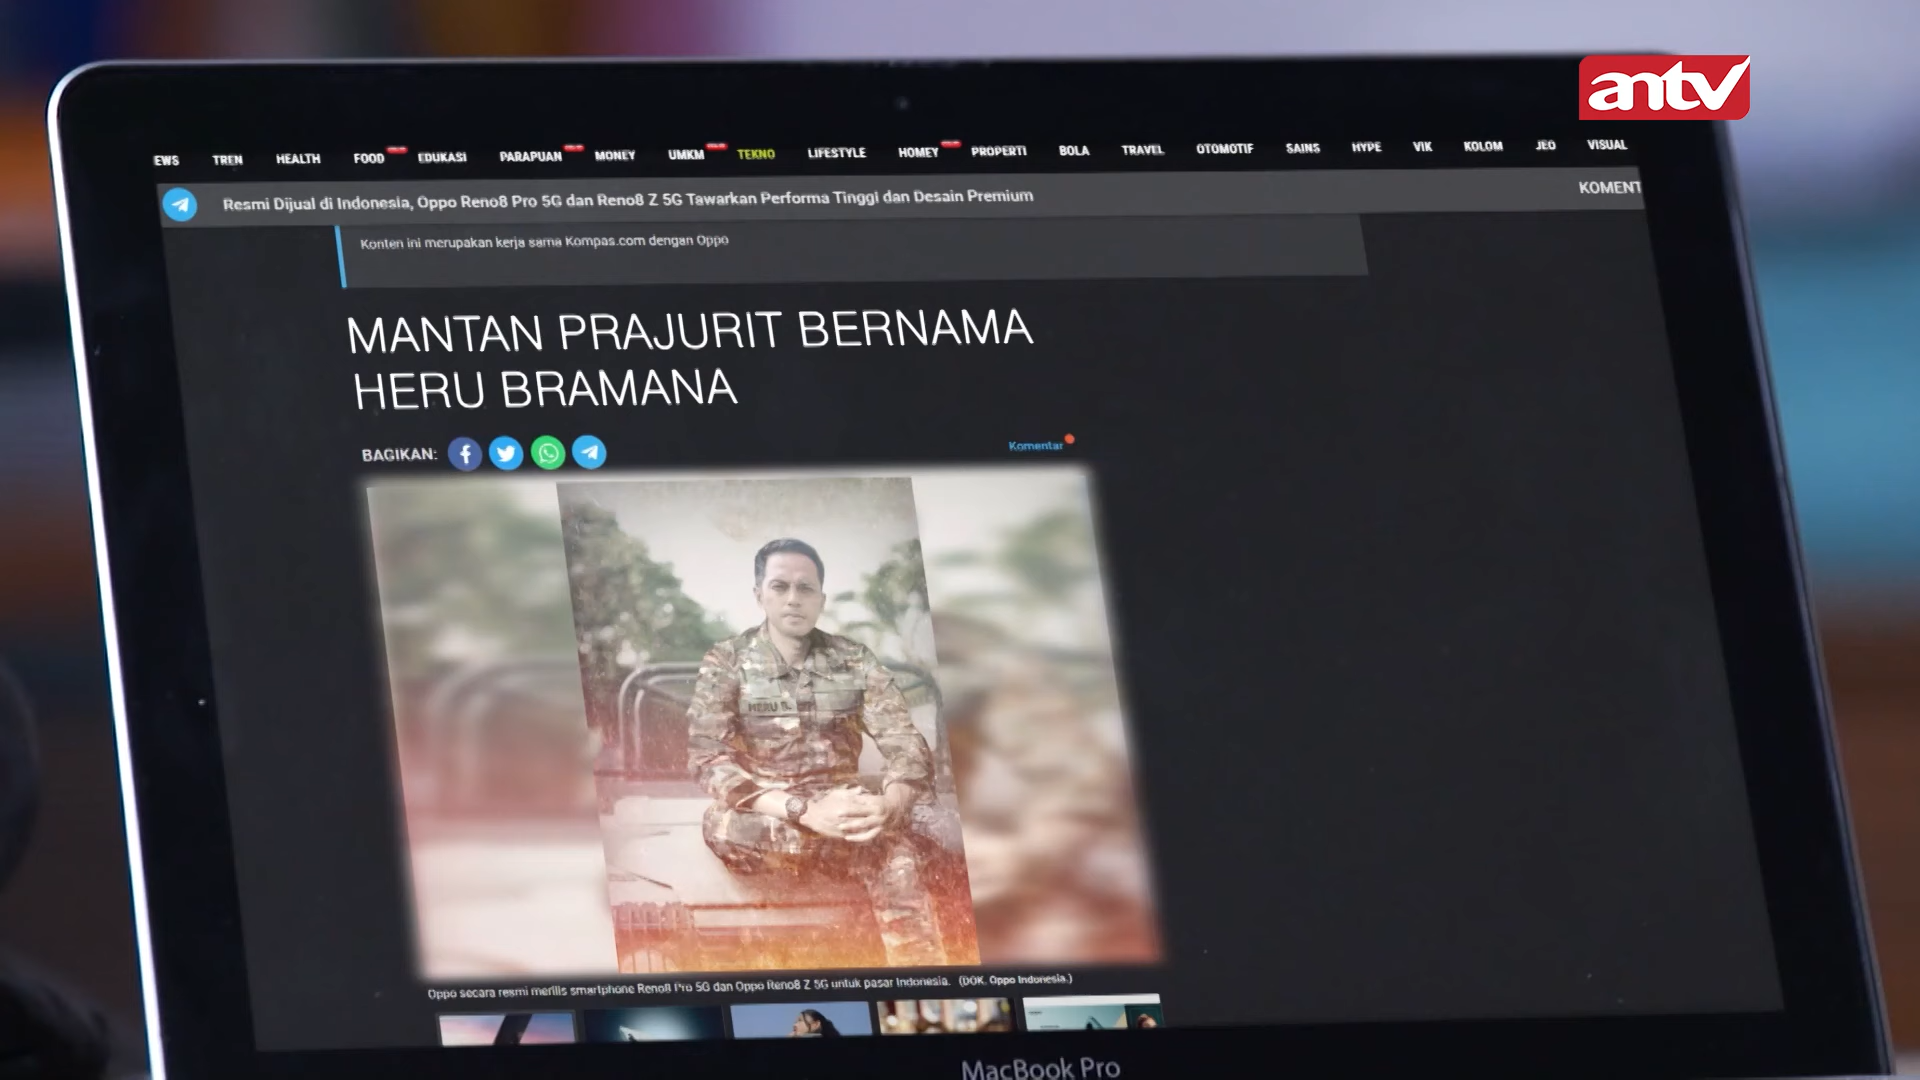 antv
EWS TREN HEALTH FOOD EDUKASI PARAPUAN MONEY UMKM TEKNO LIFESTYLE HOMEY PROPERTI BOLA TRAVEL OTOMOTIF SAINS HYPE VIK KOLOM JEO VISUAL
Resmi Dijual di Indonesia, Oppo Reno8 Pro 5G dan Reno8 Z 5G Tawarkan Performa Tinggi dan Desain Premium
KOMENT
Konten ini merupakan kerja sama Kompas.com dengan Oppo
MANTAN PRAJURIT BERNAMA
HERU BRAMANA
BAGIKAN:
Komentar
HERU B.
Oppo secara resmi merilis smartphone Reno8 Pro 5G dan Oppo Reno8 Z 5G untuk pasar Indonesia. (DOK. Oppo Indonesia.)
MacBook Pro